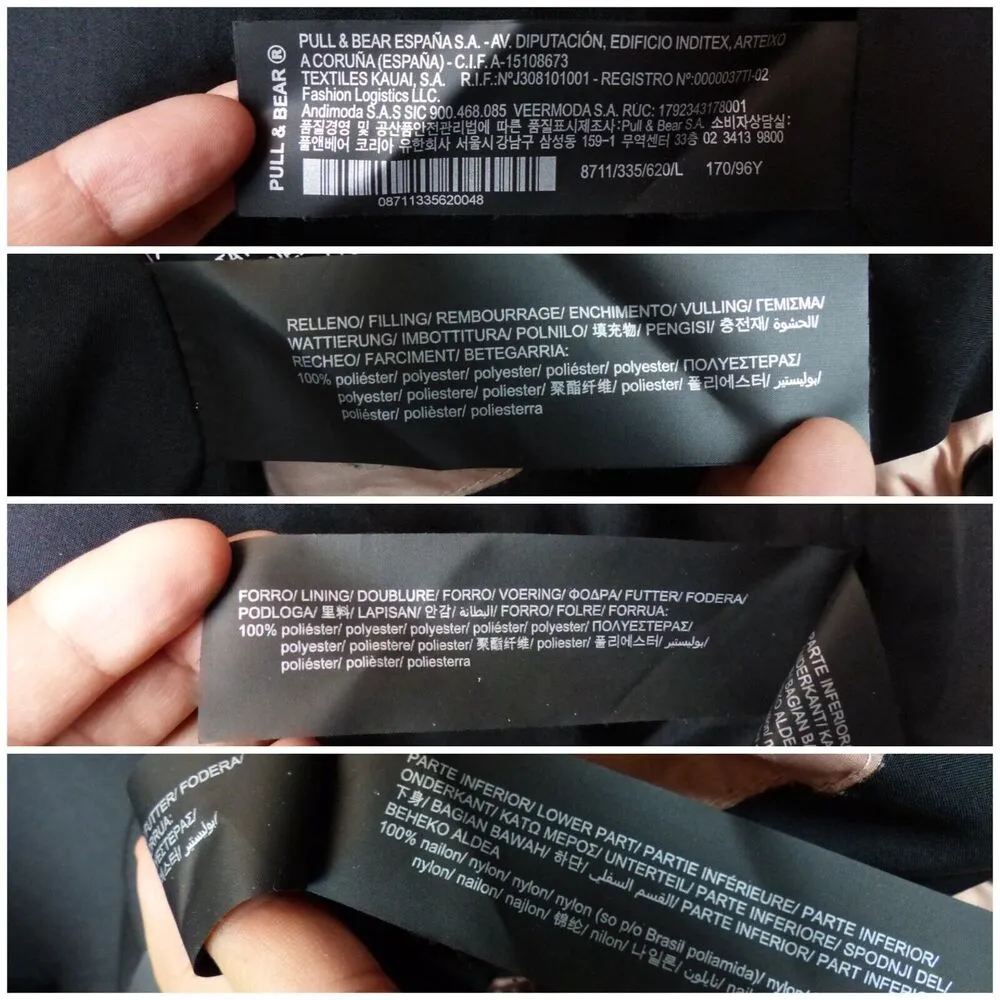 PULL & BEAR ®
PULL & BEAR ESPAÑA S.A. - AV. DIPUTACIÓN, EDIFICIO INDITEX, ARTEIXO
A CORUÑA (ESPAÑA) - C.I.F. A-15108673
TEXTILES KAUAI, S.A. R.I.F.:NºJ308101001 - REGISTRO Nº:0000037TI-02
Fashion Logistics LLC.
Andimoda S.A.S SIC 900.468.085 VEERMODA S.A. RUC: 1792343178001
품질경영 및 공산품안전관리법에 따른 품질표시제조사:Pull & Bear S.A. 소비자상담실:
풀앤베어 코리아 유한회사 서울시강남구 삼성동 159-1 무역센터 33층 02 3413 9800
8711/335/620/L 170/96Y
08711335620048
RELLENO/ FILLING/ REMBOURRAGE/ ENCHIMENTO/ VULLING/ ΓΕΜΙΣΜΑ/
WATTIERUNG/ IMBOTTITURA/ POLNILO/ 填充物/ PENGISI/ 충전재/ الحشوة/
RECHEO/ FARCIMENT/ BETEGARRIA:
100% poliéster/ polyester/ polyester/ poliéster/ polyester/ ΠΟΛΥΕΣΤΕΡΑΣ/
polyester/ poliestere/ poliester/ 聚酯纤维/ poliester/ 폴리에스터/ بوليستير/
poliéster/ polièster/ poliesterra
FORRO/ LINING/ DOUBLURE/ FORRO/ VOERING/ ΦΟΔΡΑ/ FUTTER/ FODERA/
PODLOGA/ 里料/ LAPISAN/ 안감/ البطانة/ FORRO/ FOLRE/ FORRUA:
100% poliéster/ polyester/ polyester/ poliéster/ polyester/ ΠΟΛΥΕΣΤΕΡΑΣ/
polyester/ poliestere/ poliester/ 聚酯纤维/ poliester/ 폴리에스터/ بوليستير/
poliéster/ polièster/ poliesterra
PARTE INFERIOR/
BAGIAN
ALDEA
FUTTER/ FODERA/
PARTE INFERIOR/ LOWER PART/ PARTIE INFÉRIEURE/ PARTE INFERIOR/
ONDERKANT/ ΚΑΤΩ ΜΕΡΟΣ/ UNTERTEIL/ PARTE INFERIORE/ SPODNJI DEL/
下身/ BAGIAN BAWAH/ 하단/ القسم السفلي/ PARTE INFERIOR/ PART INFERIOR/
BEHEKO ALDEA
100% nailon/ nylon/ nylon/ nylon (so p/o Brasil poliamida)/ nylon/
nylon/ nailon/ najlon/ 锦纶/ nilon/ 나일론/ نايلون/ nailon/